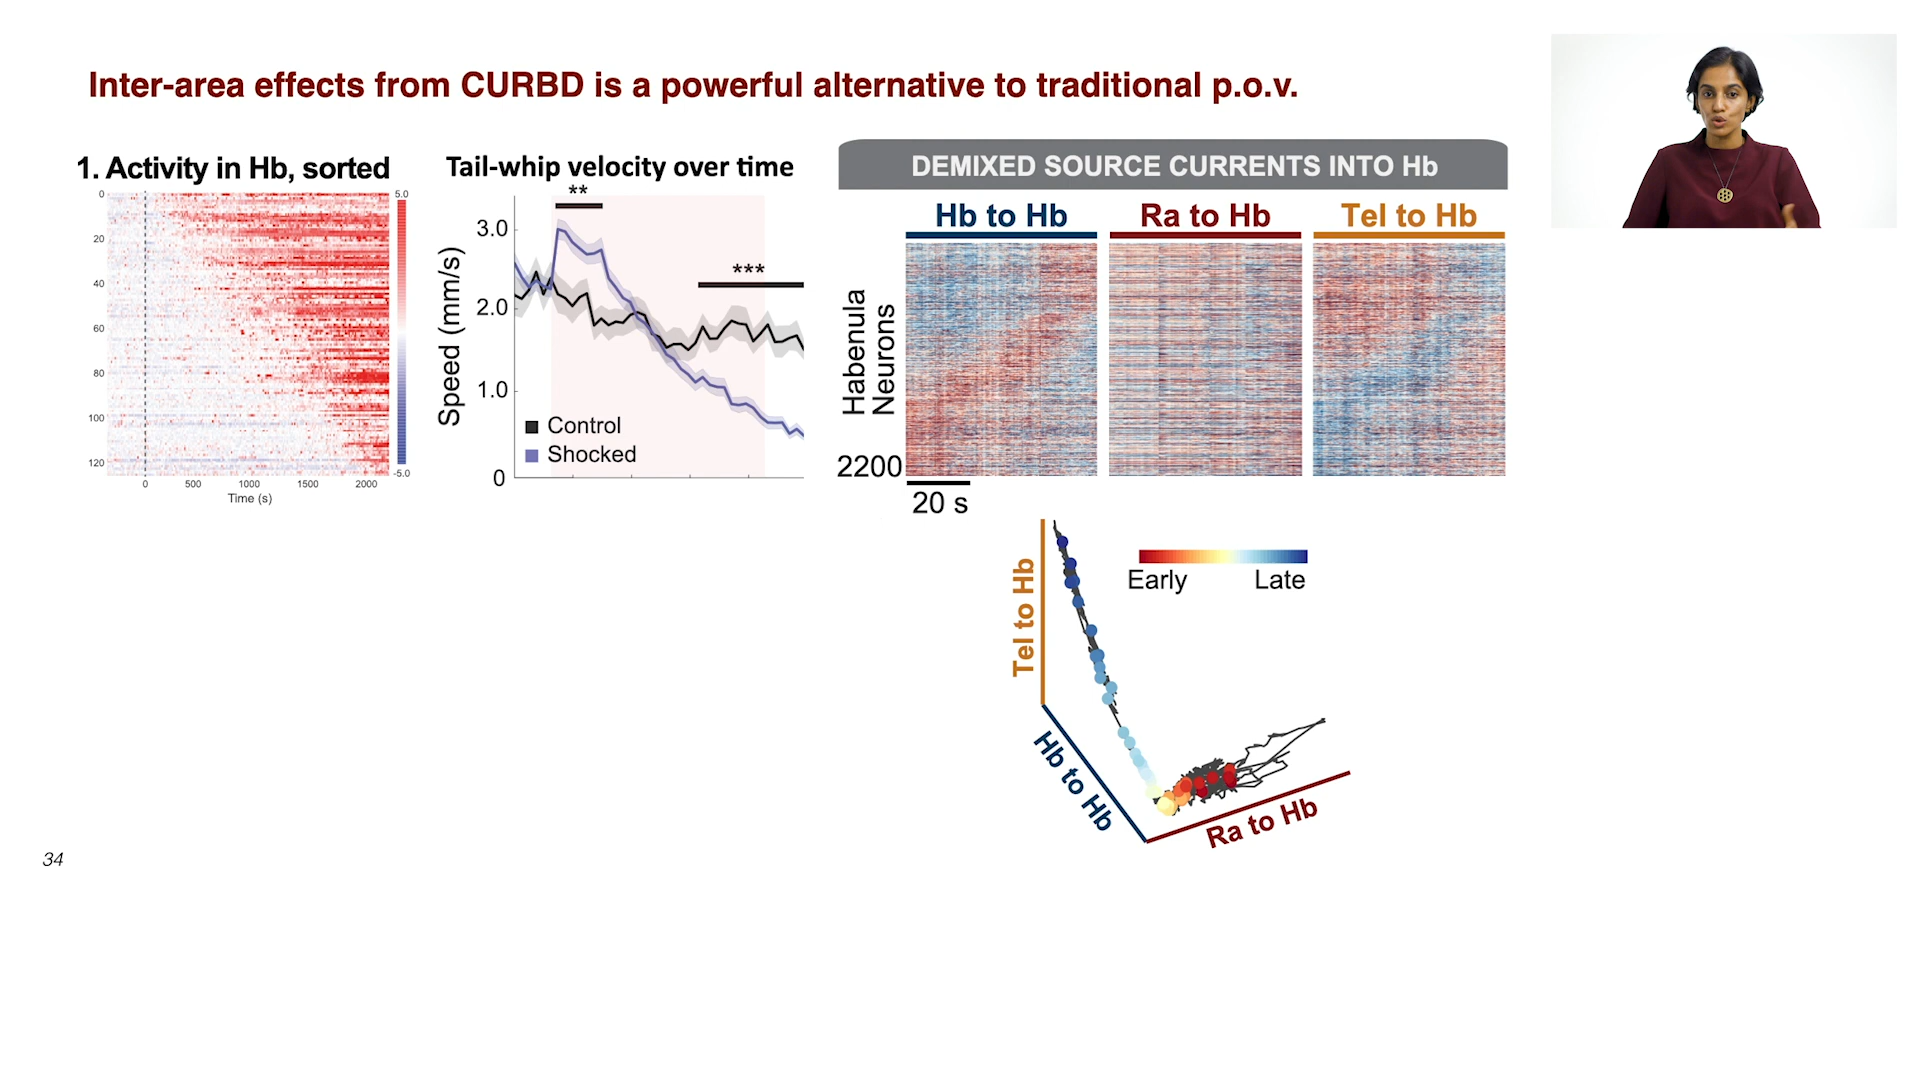 Inter-area effects from CURBD is a powerful alternative to traditional p.o.v.
1. Activity in Hb, sorted
0
20
40
60
80
100
120
5.0
-5.0
0 500 1000 1500 2000
Time (s)
Tail-whip velocity over time
**
***
3.0
2.0
1.0
0
Speed (mm/s)
Control
Shocked
DEMIXED SOURCE CURRENTS INTO Hb
Hb to Hb
Ra to Hb
Tel to Hb
Habenula
Neurons
2200
20 s
Early
Late
Tel to Hb
Hb to Hb
Ra to Hb
34